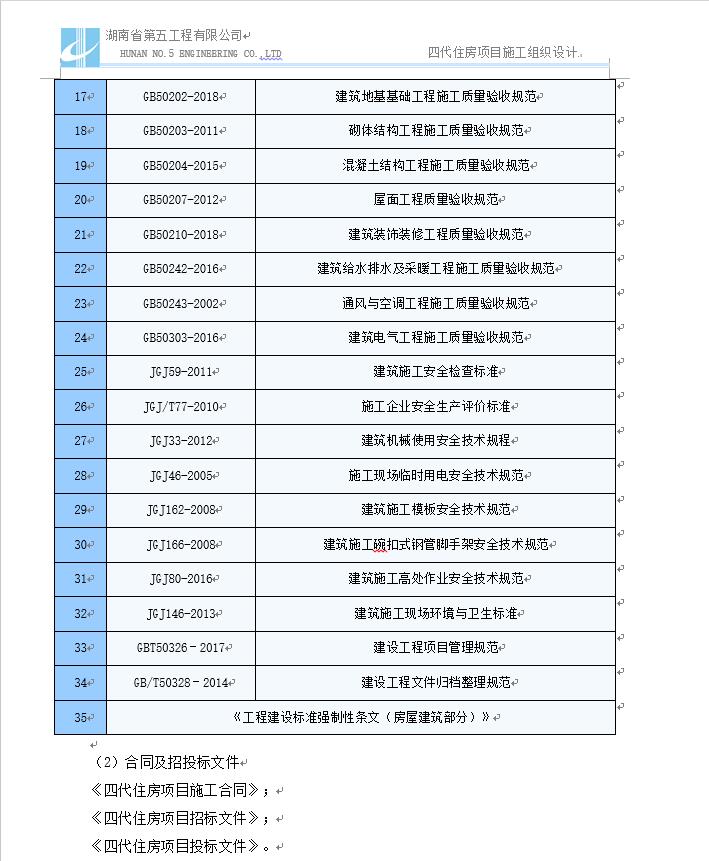 湖南省第五工程有限公司
HUNAN NO.5 ENGINEERING CO.,LTD
四代住房项目施工组织设计.
17 GB50202-2018 建筑地基基础工程施工质量验收规范
18 GB50203-2011 砌体结构工程施工质量验收规范
19 GB50204-2015 混凝土结构工程施工质量验收规范
20 GB50207-2012 屋面工程质量验收规范
21 GB50210-2018 建筑装饰装修工程质量验收规范
22 GB50242-2016 建筑给水排水及采暖工程施工质量验收规范
23 GB50243-2002 通风与空调工程施工质量验收规范
24 GB50303-2016 建筑电气工程施工质量验收规范
25 JGJ59-2011 建筑施工安全检查标准
26 JGJ/T77-2010 施工企业安全生产评价标准
27 JGJ33-2012 建筑机械使用安全技术规程
28 JGJ46-2005 施工现场临时用电安全技术规范
29 JGJ162-2008 建筑施工模板安全技术规范
30 JGJ166-2008 建筑施工碗扣式钢管脚手架安全技术规范
31 JGJ80-2016 建筑施工高处作业安全技术规范
32 JGJ146-2013 建筑施工现场环境与卫生标准
33 GBT50326－2017 建设工程项目管理规范
34 GB/T50328－2014 建设工程文件归档整理规范
35 《工程建设标准强制性条文（房屋建筑部分）》
（2）合同及招投标文件
《四代住房项目施工合同》；
《四代住房项目招标文件》；
《四代住房项目投标文件》。